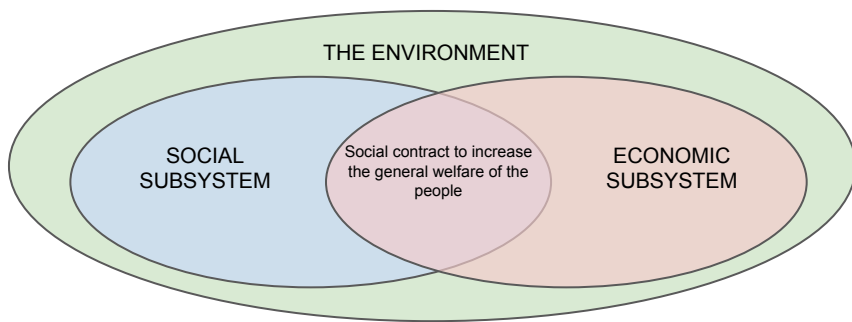 THE ENVIRONMENT
SOCIAL
SUBSYSTEM
Social contract to increase
the general welfare of the
people
ECONOMIC
SUBSYSTEM